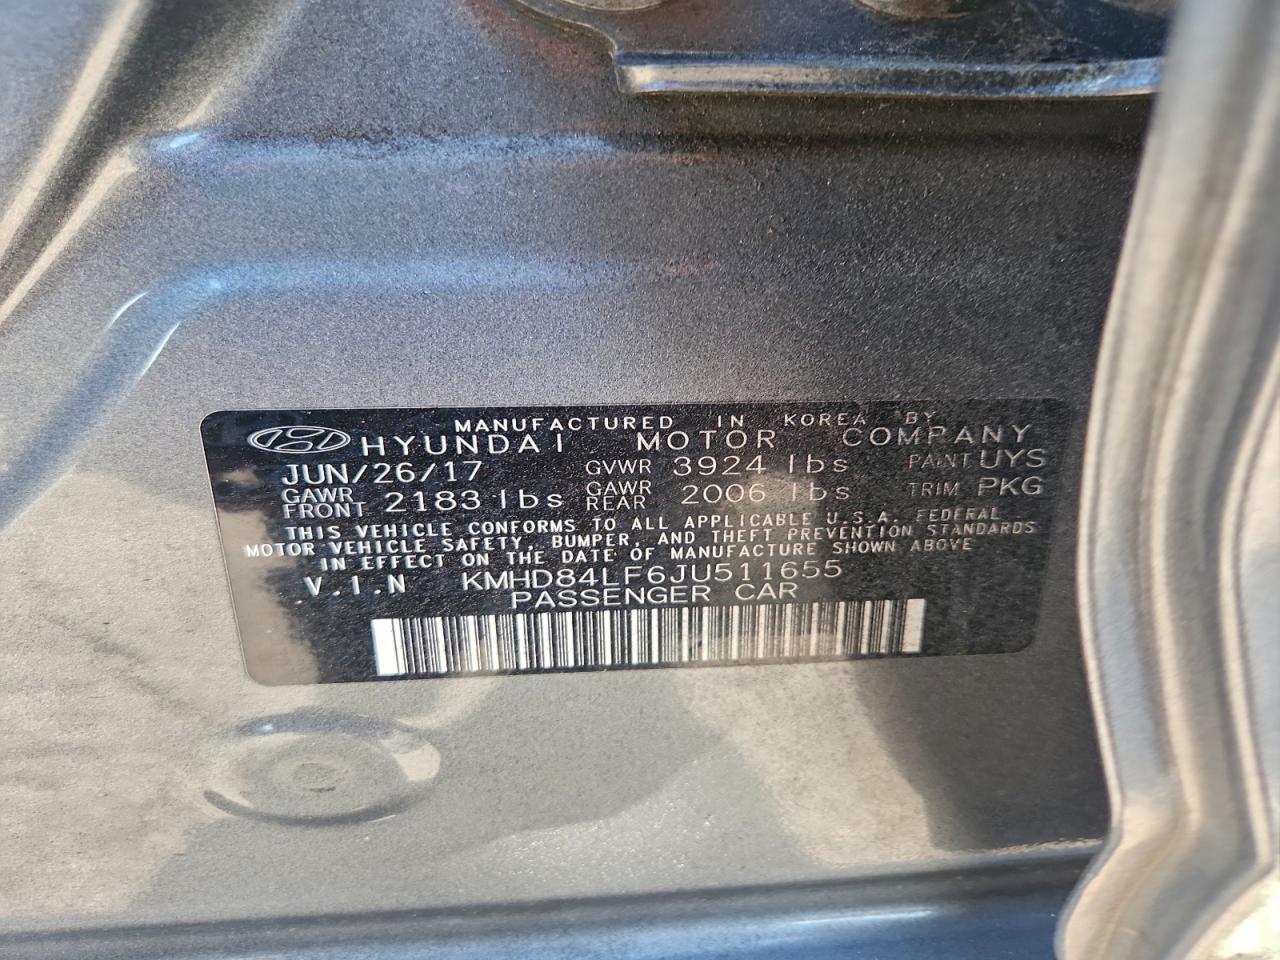 MANUFACTURED IN KOREA BY
HYUNDAI MOTOR COMPANY
JUN/26/17 GVWR 3924 lbs PAINT UYS
GAWR FRONT 2183 lbs GAWR REAR 2006 lbs TRIM PKG
THIS VEHICLE CONFORMS TO ALL APPLICABLE U.S.A. FEDERAL
MOTOR VEHICLE SAFETY, BUMPER, AND THEFT PREVENTION STANDARDS
IN EFFECT ON THE DATE OF MANUFACTURE SHOWN ABOVE
V.I.N KMHD84LF6JU511655
PASSENGER CAR